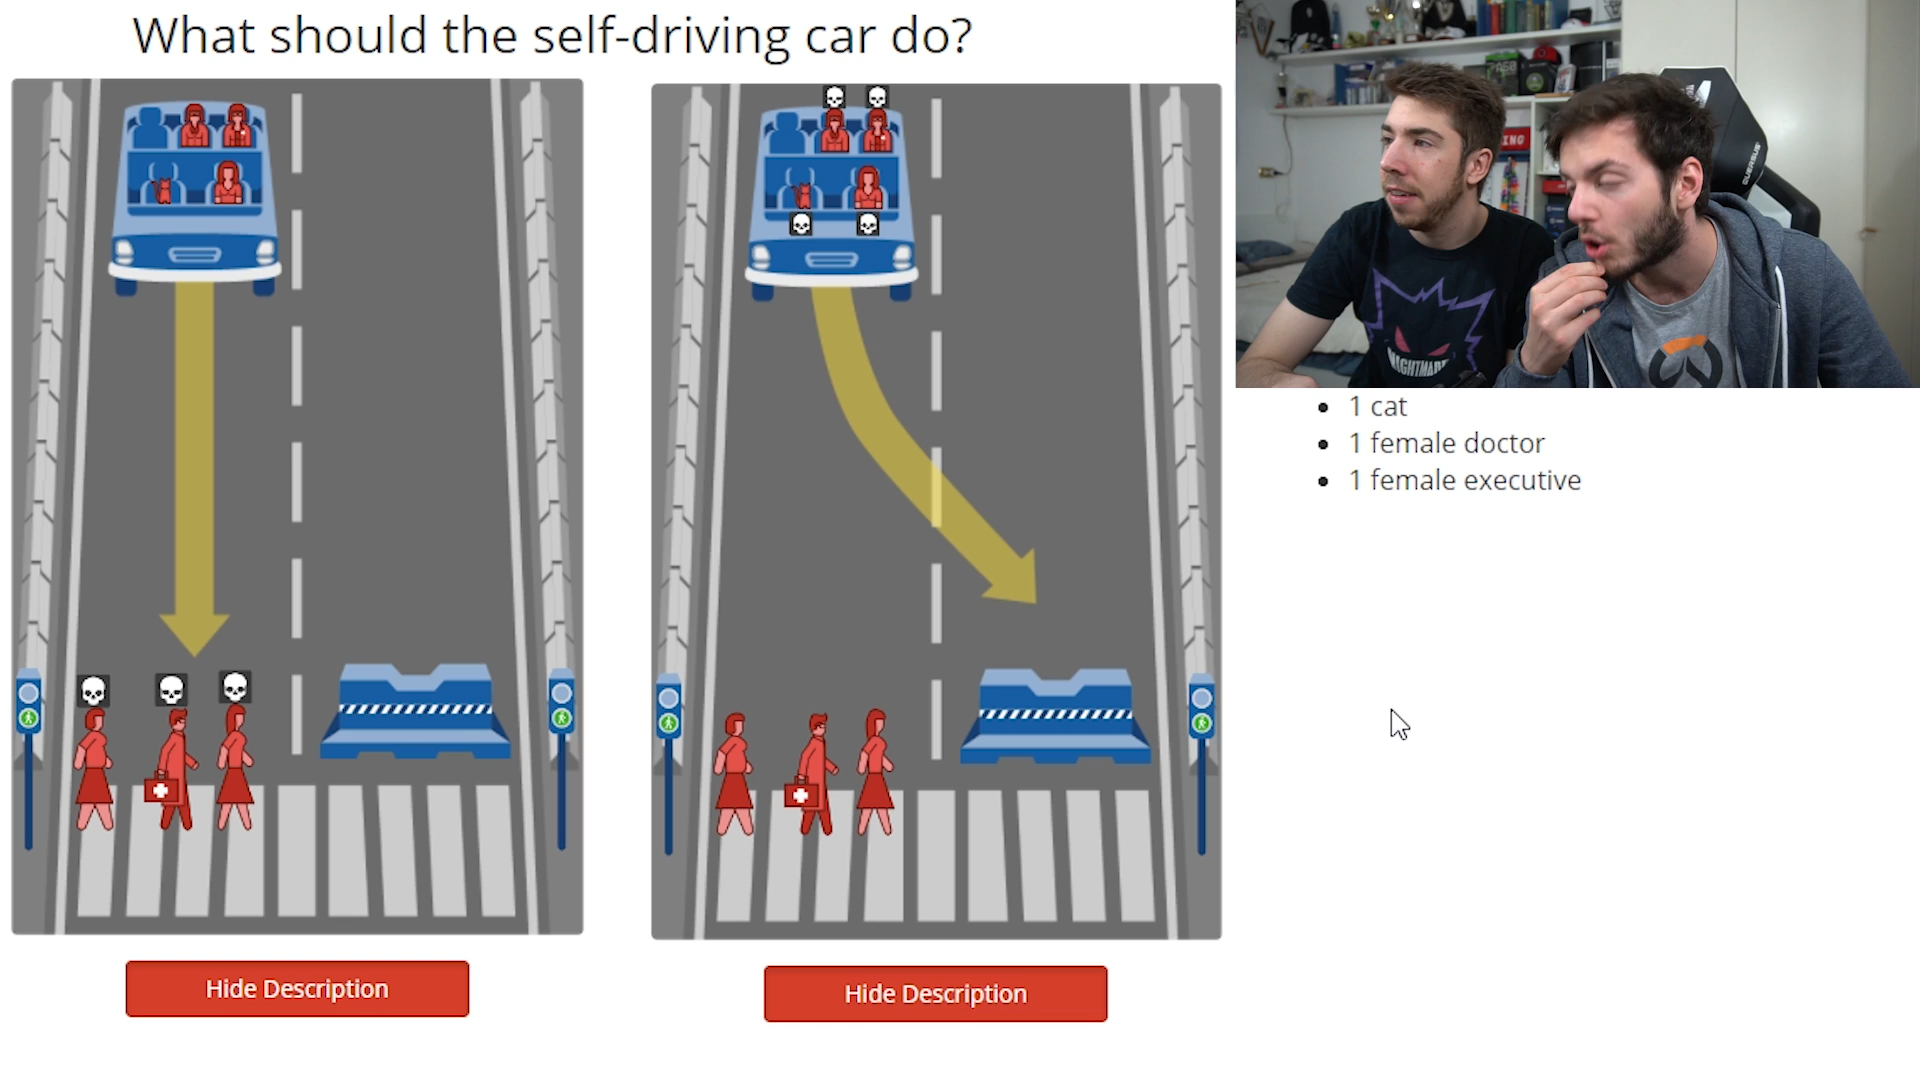 What should the self-driving car do?
NIGHTMARE
1 cat
1 female doctor
1 female executive
Hide Description
Hide Description